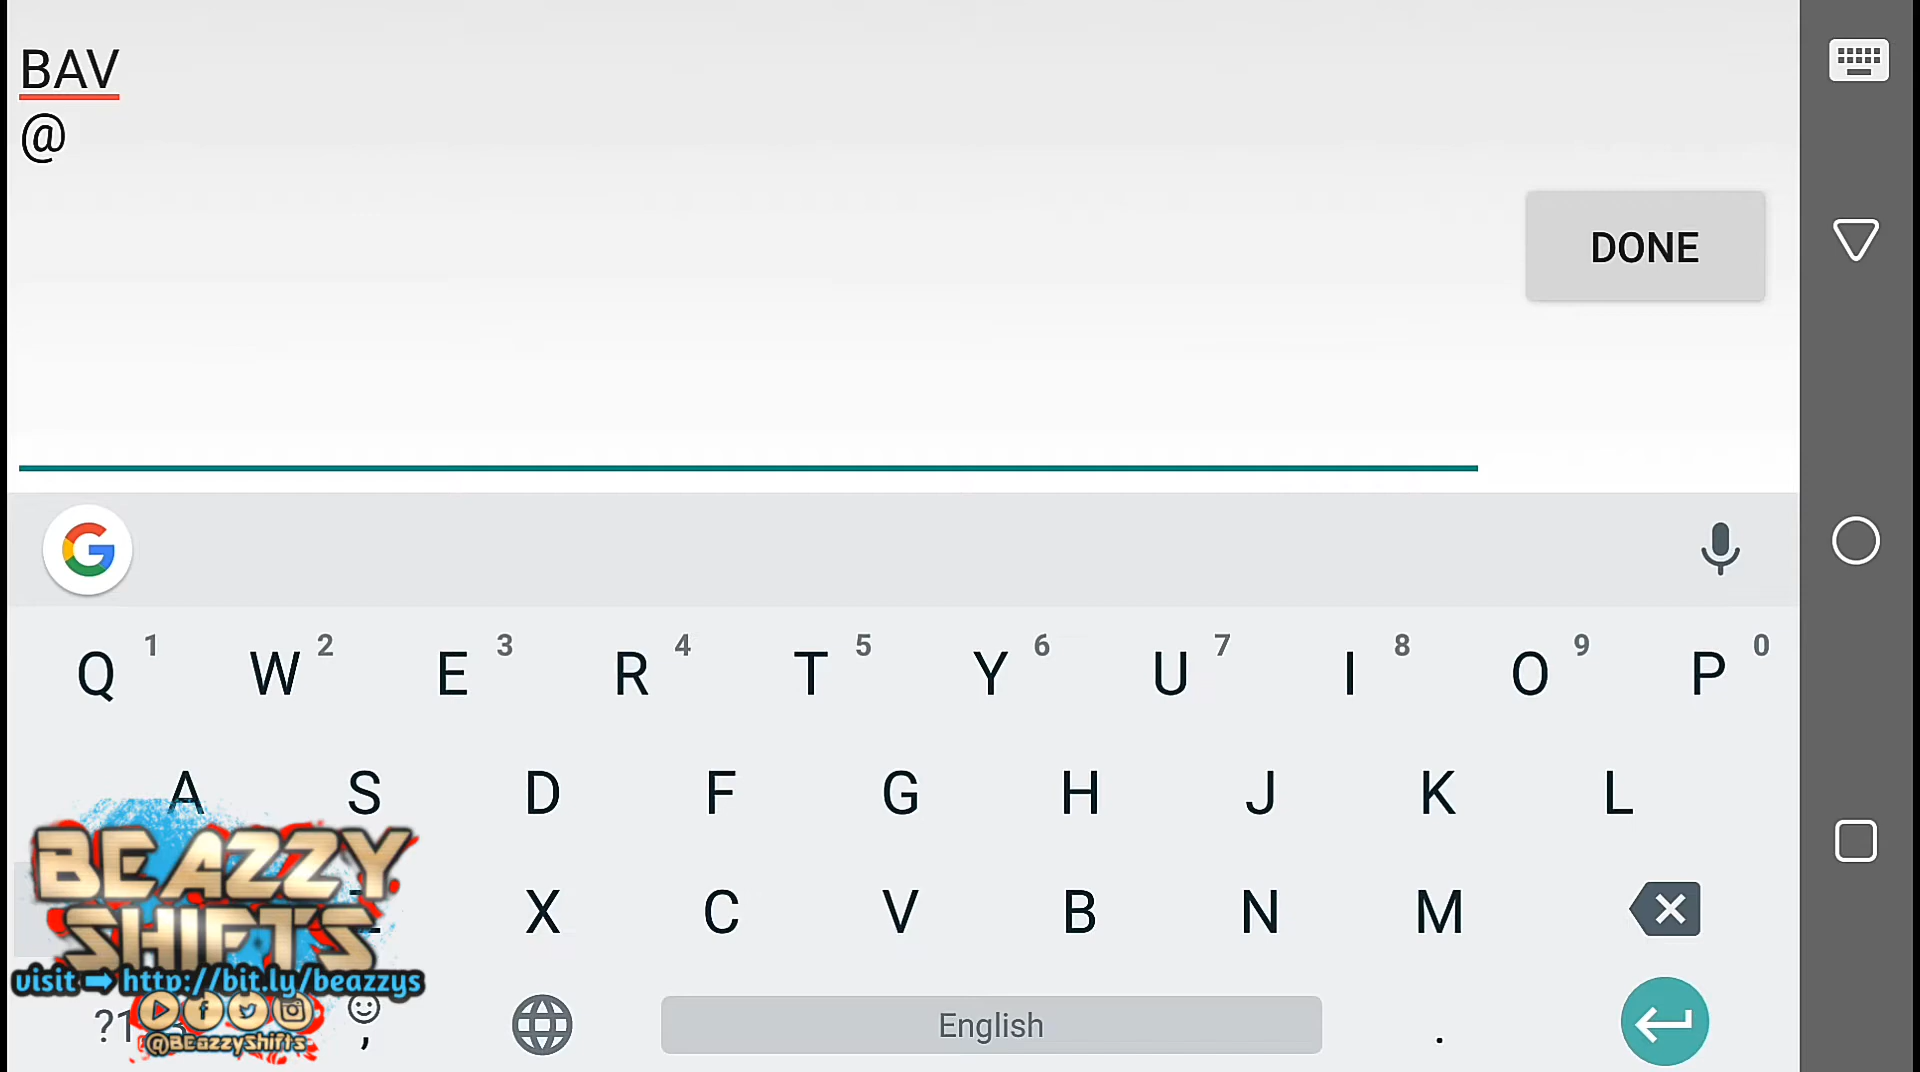 BAV
@
DONE
G
Q 1 W 2 E 3 R 4 T 5 Y 6 U 7 I 8 O 9 P 0
A S D F G H J K L
X C V B N M
, English .
BEAZZY
SHIFTS
visit ➡ http://bit.ly/beazzys
@BEazzyShifts